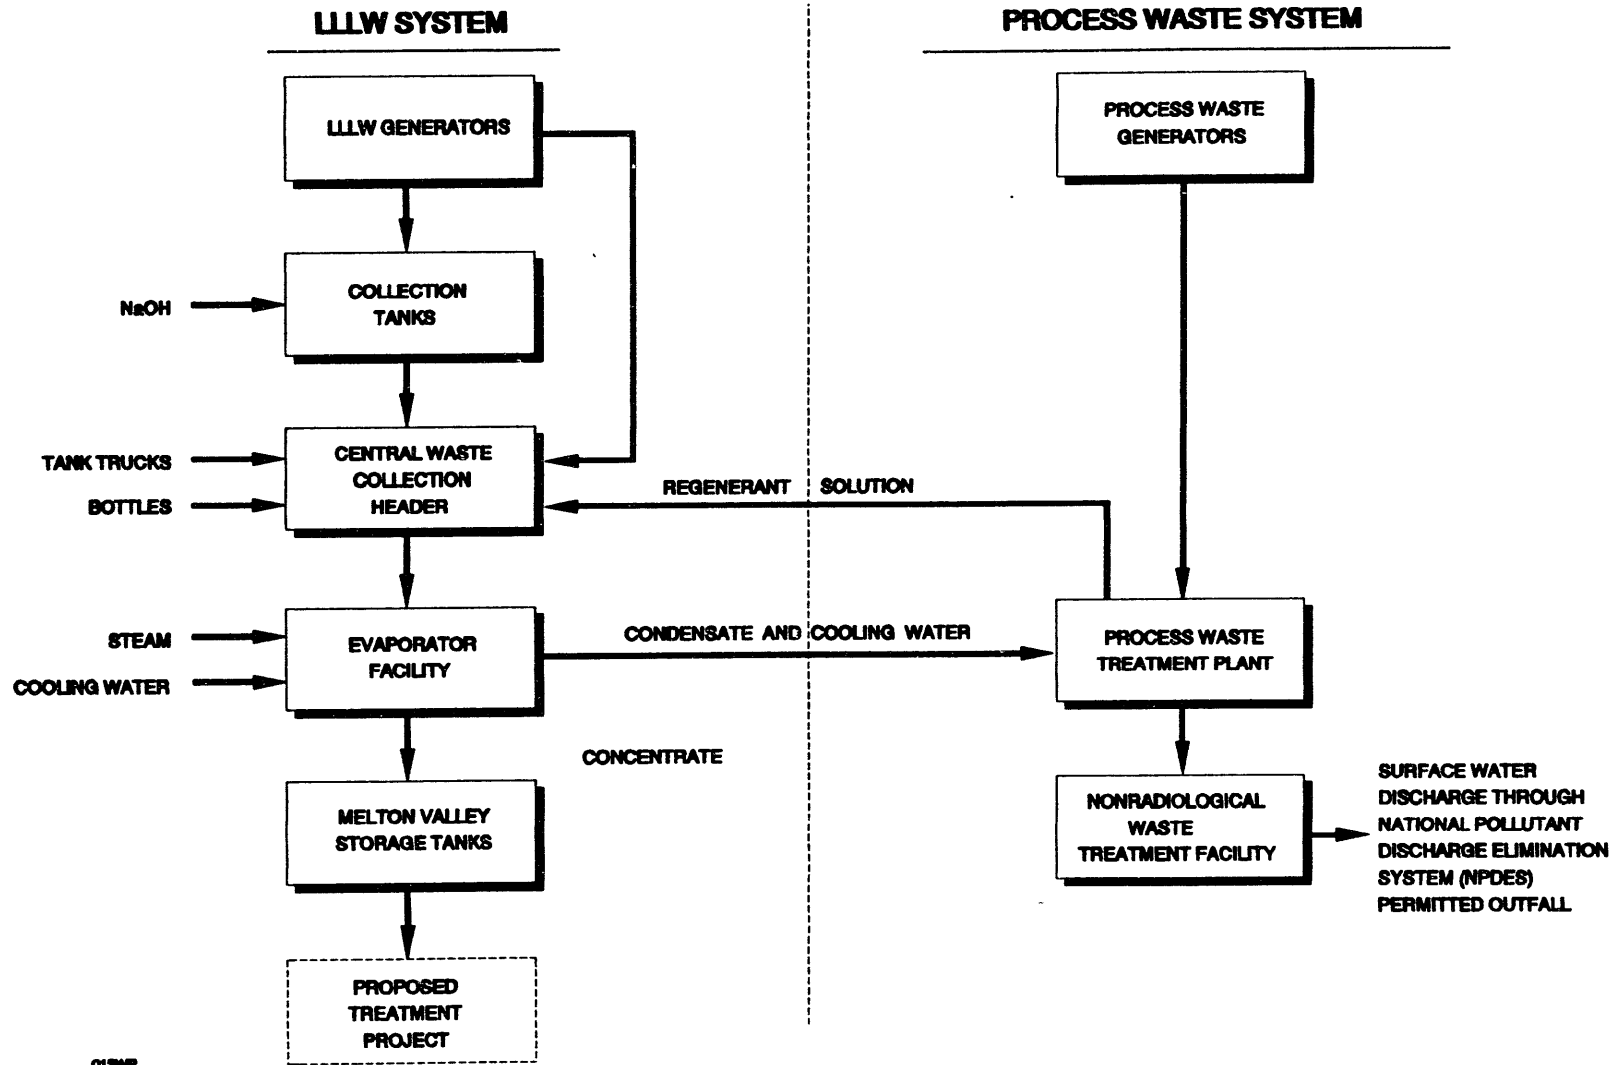 LLLW SYSTEM
PROCESS WASTE SYSTEM
LLLW GENERATORS
PROCESS WASTE
GENERATORS
COLLECTION
TANKS
NaOH
CENTRAL WASTE
COLLECTION
HEADER
TANK TRUCKS
BOTTLES
REGENERANT SOLUTION
EVAPORATOR
FACILITY
STEAM
COOLING WATER
CONDENSATE AND COOLING WATER
PROCESS WASTE
TREATMENT PLANT
CONCENTRATE
MELTON VALLEY
STORAGE TANKS
NONRADIOLOGICAL
WASTE
TREATMENT FACILITY
SURFACE WATER
DISCHARGE THROUGH
NATIONAL POLLUTANT
DISCHARGE ELIMINATION
SYSTEM (NPDES)
PERMITTED OUTFALL
PROPOSED
TREATMENT
PROJECT